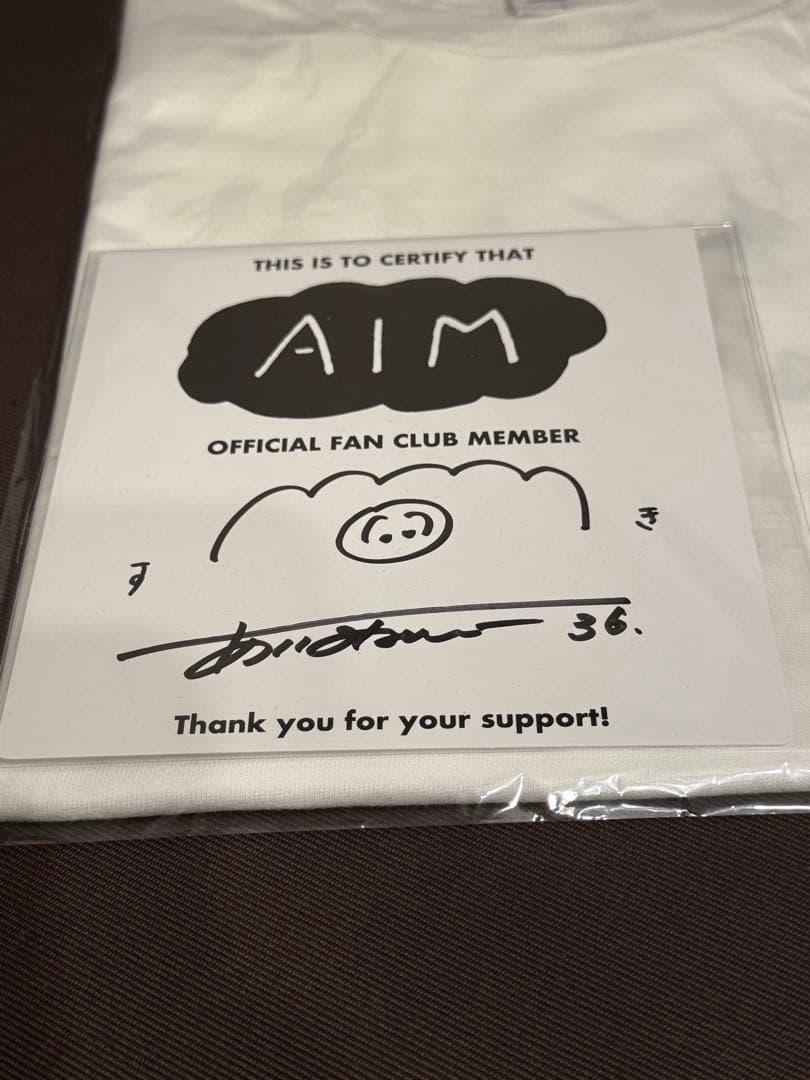 THIS IS TO CERTIFY THAT
AIM
OFFICIAL FAN CLUB MEMBER
す き
36.
Thank you for your support!